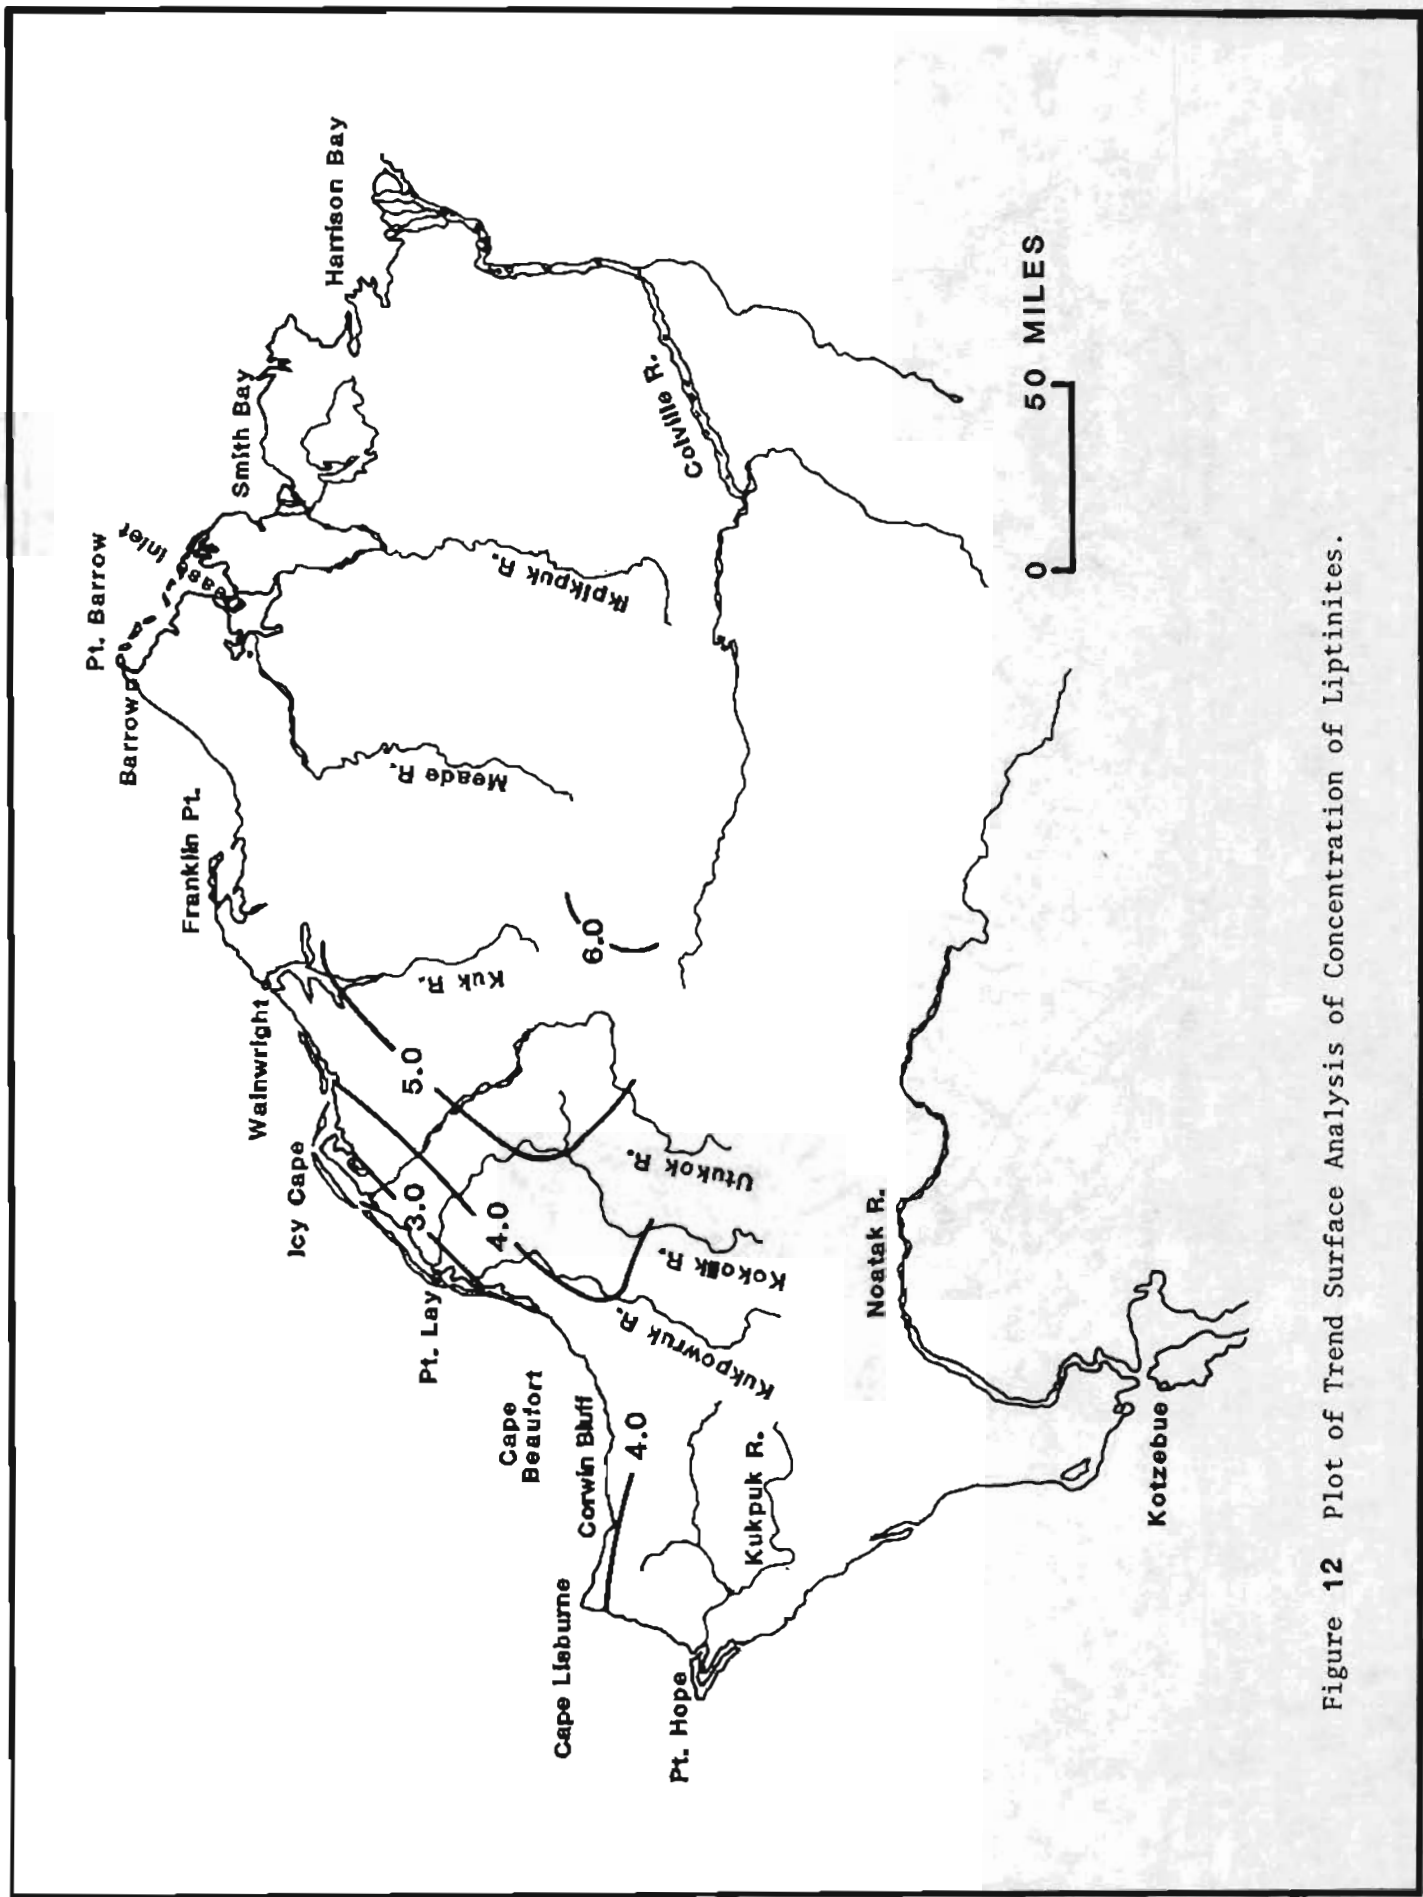 Pt. Barrow
Barrow
Inlet
Smith Bay
Harrison Bay
Franklin Pt.
Wainwright
Icy Cape
Pt. Lay
Cape
Beaufort
Corwin Bluff
Cape Lisburne
Pt. Hope
Meade R.
Ikpikpuk R.
Colville R.
Kuk R.
Utukok R.
Kokolik R.
Kukpowruk R.
Kukpuk R.
Noatak R.
Kotzebue
3.0
4.0
5.0
6.0
4.0
0 50 MILES
Figure 12 Plot of Trend Surface Analysis of Concentration of Liptinites.